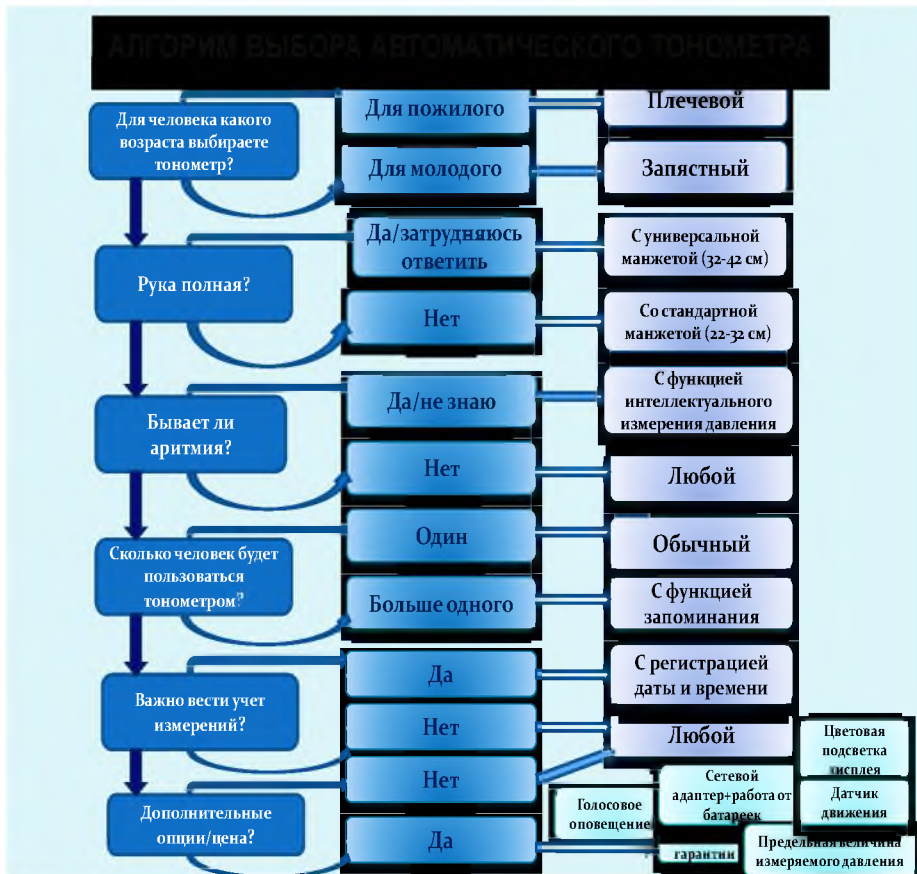 АЛГОРИМ ВЫБОРА АВТОМАТИЧЕСКОГО ТОНОМЕТРА
Для человека какого
возраста выбираете
тонометр?
Для пожилого
Плечевой
Для молодого
Запястный
Рука полная?
Да/затрудняюсь
ответить
С универсальной
манжетой (32-42 см)
Нет
Со стандартной
манжетой (22-32 см)
Бывает ли
аритмия?
Да/не знаю
С функцией
интеллектуального
измерения давления
Нет
Любой
Сколько человек будет
пользоваться
тонометром?
Один
Обычный
Больше одного
С функцией
запоминания
Важно вести учет
измерений?
Да
С регистрацией
даты и времени
Нет
Любой
Дополнительные
опции/цена?
Нет
Да
Голосовое
оповещение
Сетевой
адаптер+работа от
батареек
Цветовая
подсветка
дисплея
Датчик
движения
гарантии
Предельная величина
измеряемого давления